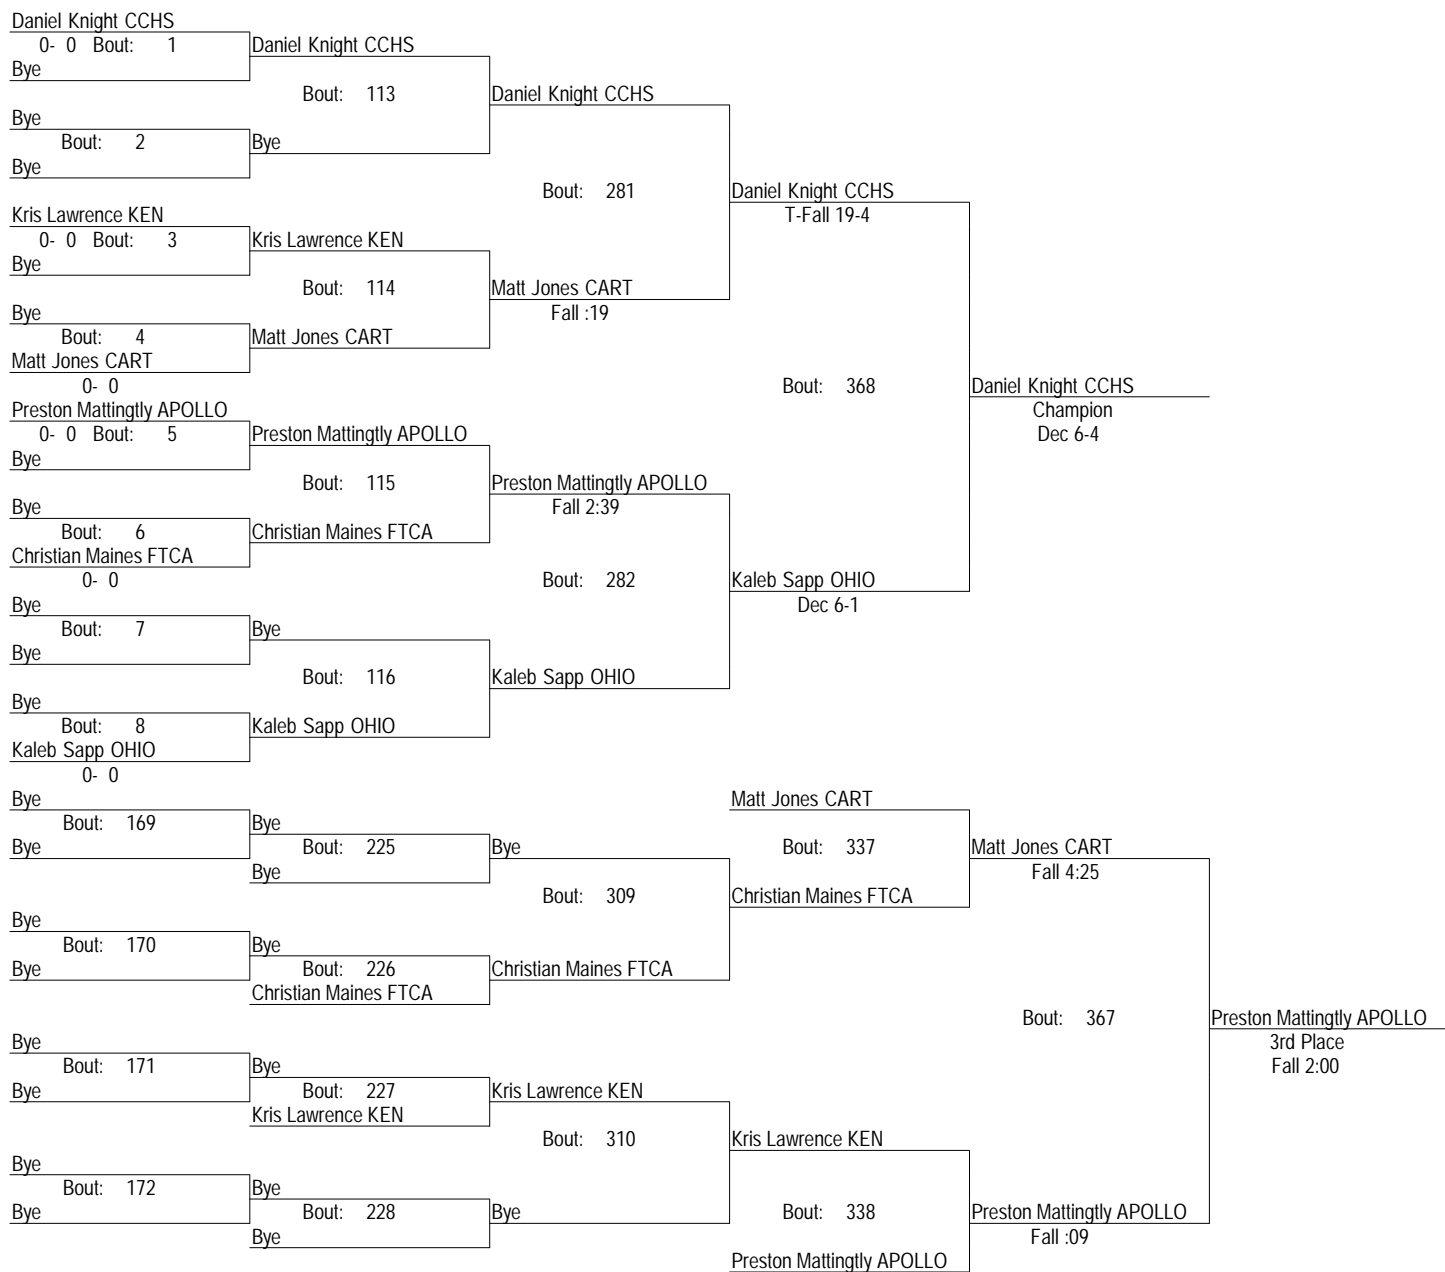 Daniel Knight CCHS
0- 0 Bout: 1
Daniel Knight CCHS
Bye
Bout: 113
Daniel Knight CCHS
Bye
Bout: 2
Bye
Bye
Bout: 281
Daniel Knight CCHS
T-Fall 19-4
Kris Lawrence KEN
0- 0 Bout: 3
Kris Lawrence KEN
Bye
Bout: 114
Matt Jones CART
Fall :19
Bye
Bout: 4
Matt Jones CART
Matt Jones CART
0- 0
Bout: 368
Daniel Knight CCHS
Champion
Dec 6-4
Preston Mattingtly APOLLO
0- 0 Bout: 5
Preston Mattingtly APOLLO
Bye
Bout: 115
Preston Mattingtly APOLLO
Fall 2:39
Bye
Bout: 6
Christian Maines FTCA
Christian Maines FTCA
0- 0
Bout: 282
Kaleb Sapp OHIO
Dec 6-1
Bye
Bout: 7
Bye
Bye
Bout: 116
Kaleb Sapp OHIO
Bye
Bout: 8
Kaleb Sapp OHIO
Kaleb Sapp OHIO
0- 0
Bye
Bout: 169
Bye
Bye
Bout: 225
Bye
Bye
Matt Jones CART
Bout: 337
Matt Jones CART
Fall 4:25
Bout: 309
Christian Maines FTCA
Bye
Bout: 170
Bye
Bye
Bout: 226
Christian Maines FTCA
Christian Maines FTCA
Bout: 367
Preston Mattingtly APOLLO
3rd Place
Fall 2:00
Bye
Bout: 171
Bye
Bye
Bout: 227
Kris Lawrence KEN
Kris Lawrence KEN
Bout: 310
Kris Lawrence KEN
Bye
Bout: 172
Bye
Bye
Bout: 228
Bye
Bye
Bout: 338
Preston Mattingtly APOLLO
Fall :09
Preston Mattingtly APOLLO